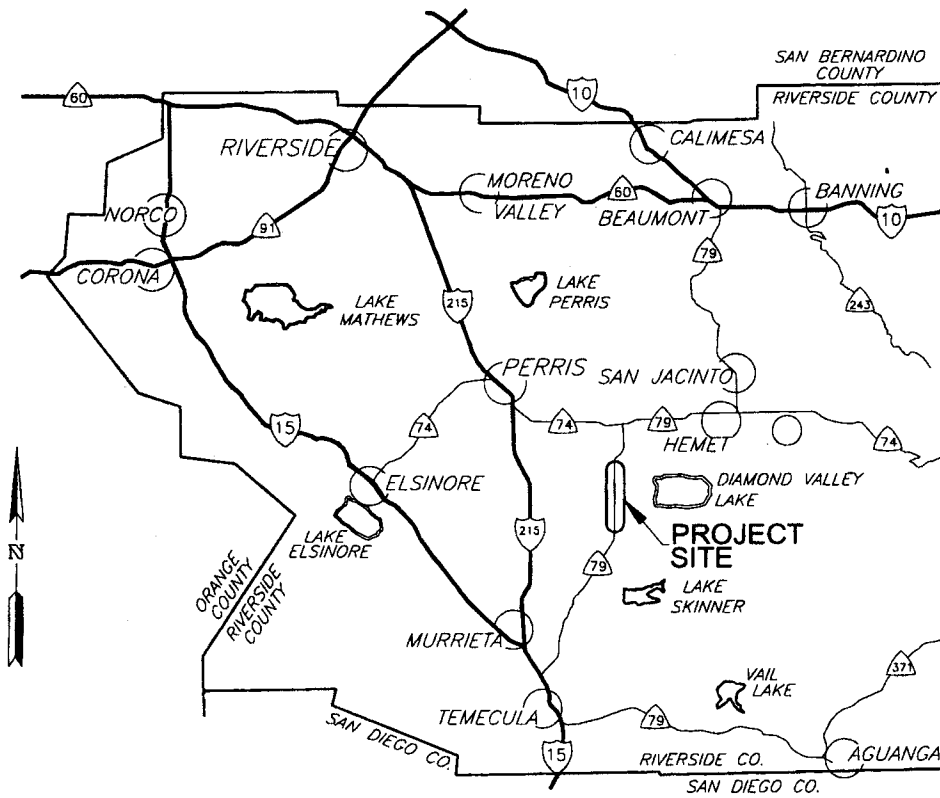 SAN BERNARDINO
COUNTY
RIVERSIDE COUNTY
60
10
RIVERSIDE
CALIMESA
MORENO
VALLEY
60
BEAUMONT
BANNING
10
NORCO
91
CORONA
79
LAKE
MATHEWS
215
LAKE
PERRIS
243
PERRIS
SAN JACINTO
74
74
79
HEMET
74
15
ELSINORE
DIAMOND VALLEY
LAKE
N
LAKE
ELSINORE
215
PROJECT
SITE
79
ORANGE
COUNTY
RIVERSIDE
COUNTY
LAKE
SKINNER
MURRIETA
371
VAIL
LAKE
TEMECULA
79
SAN DIEGO CO.
15
RIVERSIDE CO.
AGUANGA
SAN DIEGO CO.